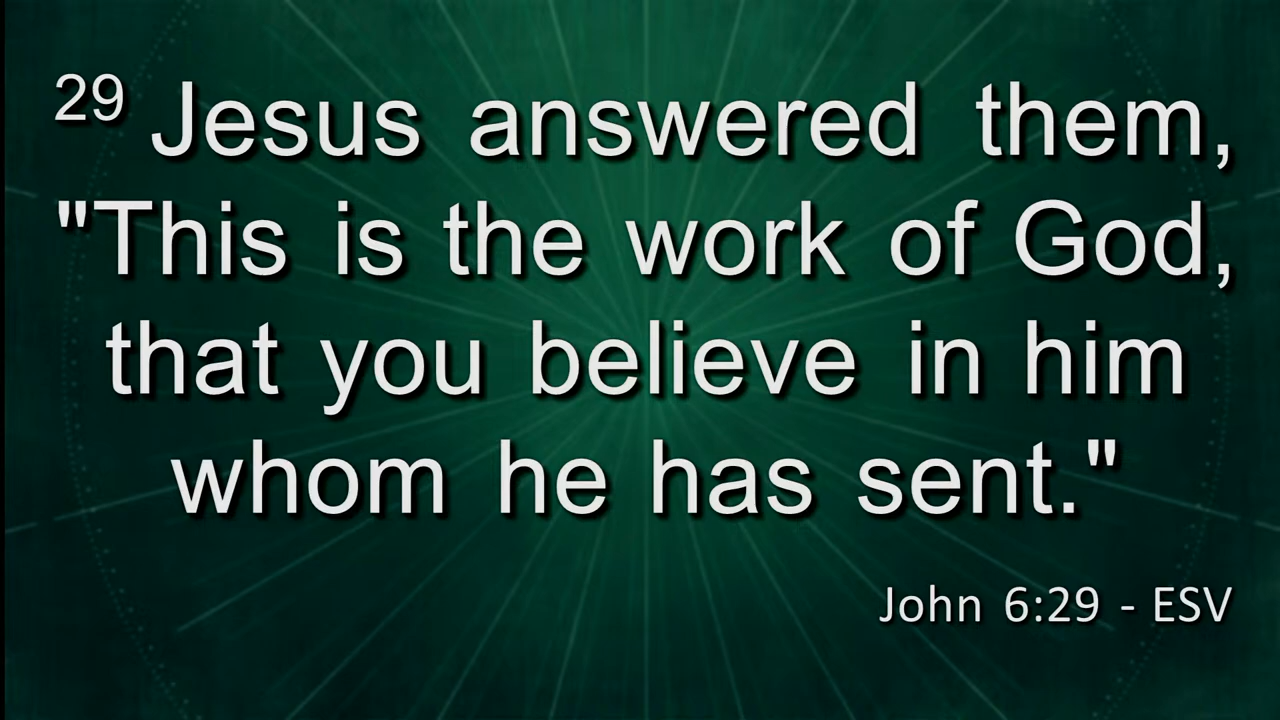 29 Jesus answered them,
"This is the work of God,
that you believe in him
whom he has sent."
John 6:29 - ESV